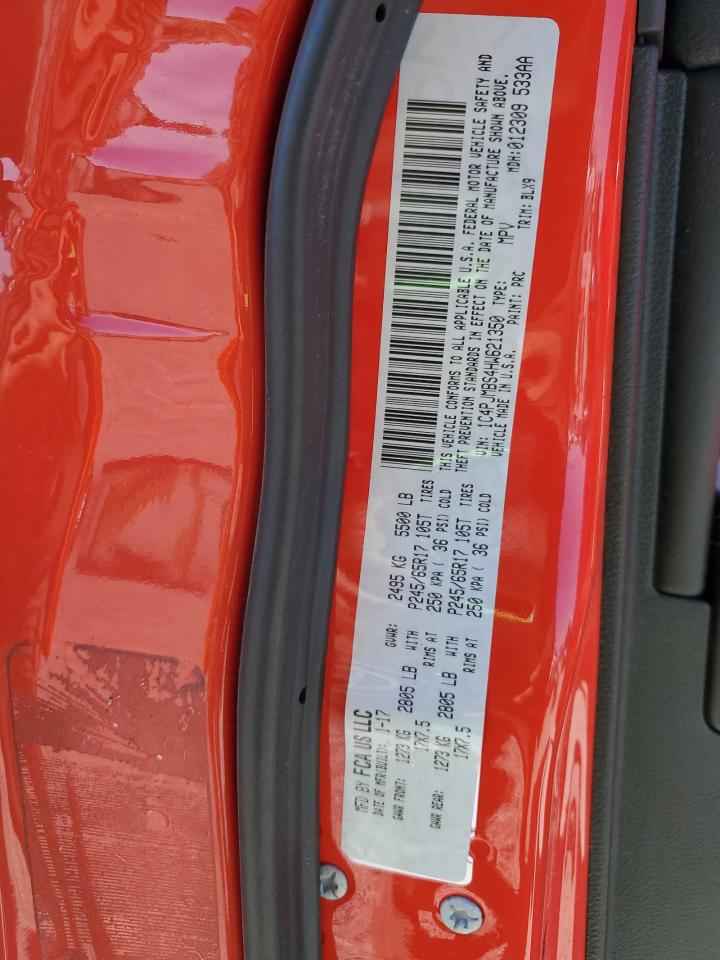 MFD BY FCA US LLC
DATE OF MFR(BUILT): 1-17 GVWR: 2495 KG 5500 LB
GAWR FRONT: 1273 KG 2805 LB WITH P245/65R17 105T TIRES
17X7.5 RIMS AT 250 KPA ( 36 PSI) COLD
GAWR REAR: 1273 KG 2805 LB WITH P245/65R17 105T TIRES
17X7.5 RIMS AT 250 KPA ( 36 PSI) COLD
THIS VEHICLE CONFORMS TO ALL APPLICABLE U.S.A. FEDERAL MOTOR VEHICLE SAFETY AND
THEFT PREVENTION STANDARDS IN EFFECT ON THE DATE OF MANUFACTURE SHOWN ABOVE.
VIN: 1C4PJMBS4HW621350 TYPE: MPV MDH:012309 533AA
VEHICLE MADE IN U.S.A. PAINT: PRC TRIM: BLX9